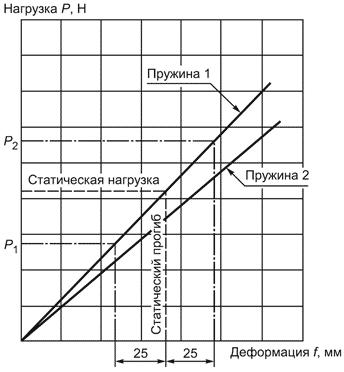 Нагрузка P, Н
Пружина 1
P2
Статическая нагрузка
Пружина 2
P1
Статический прогиб
25
25
Деформация f, мм